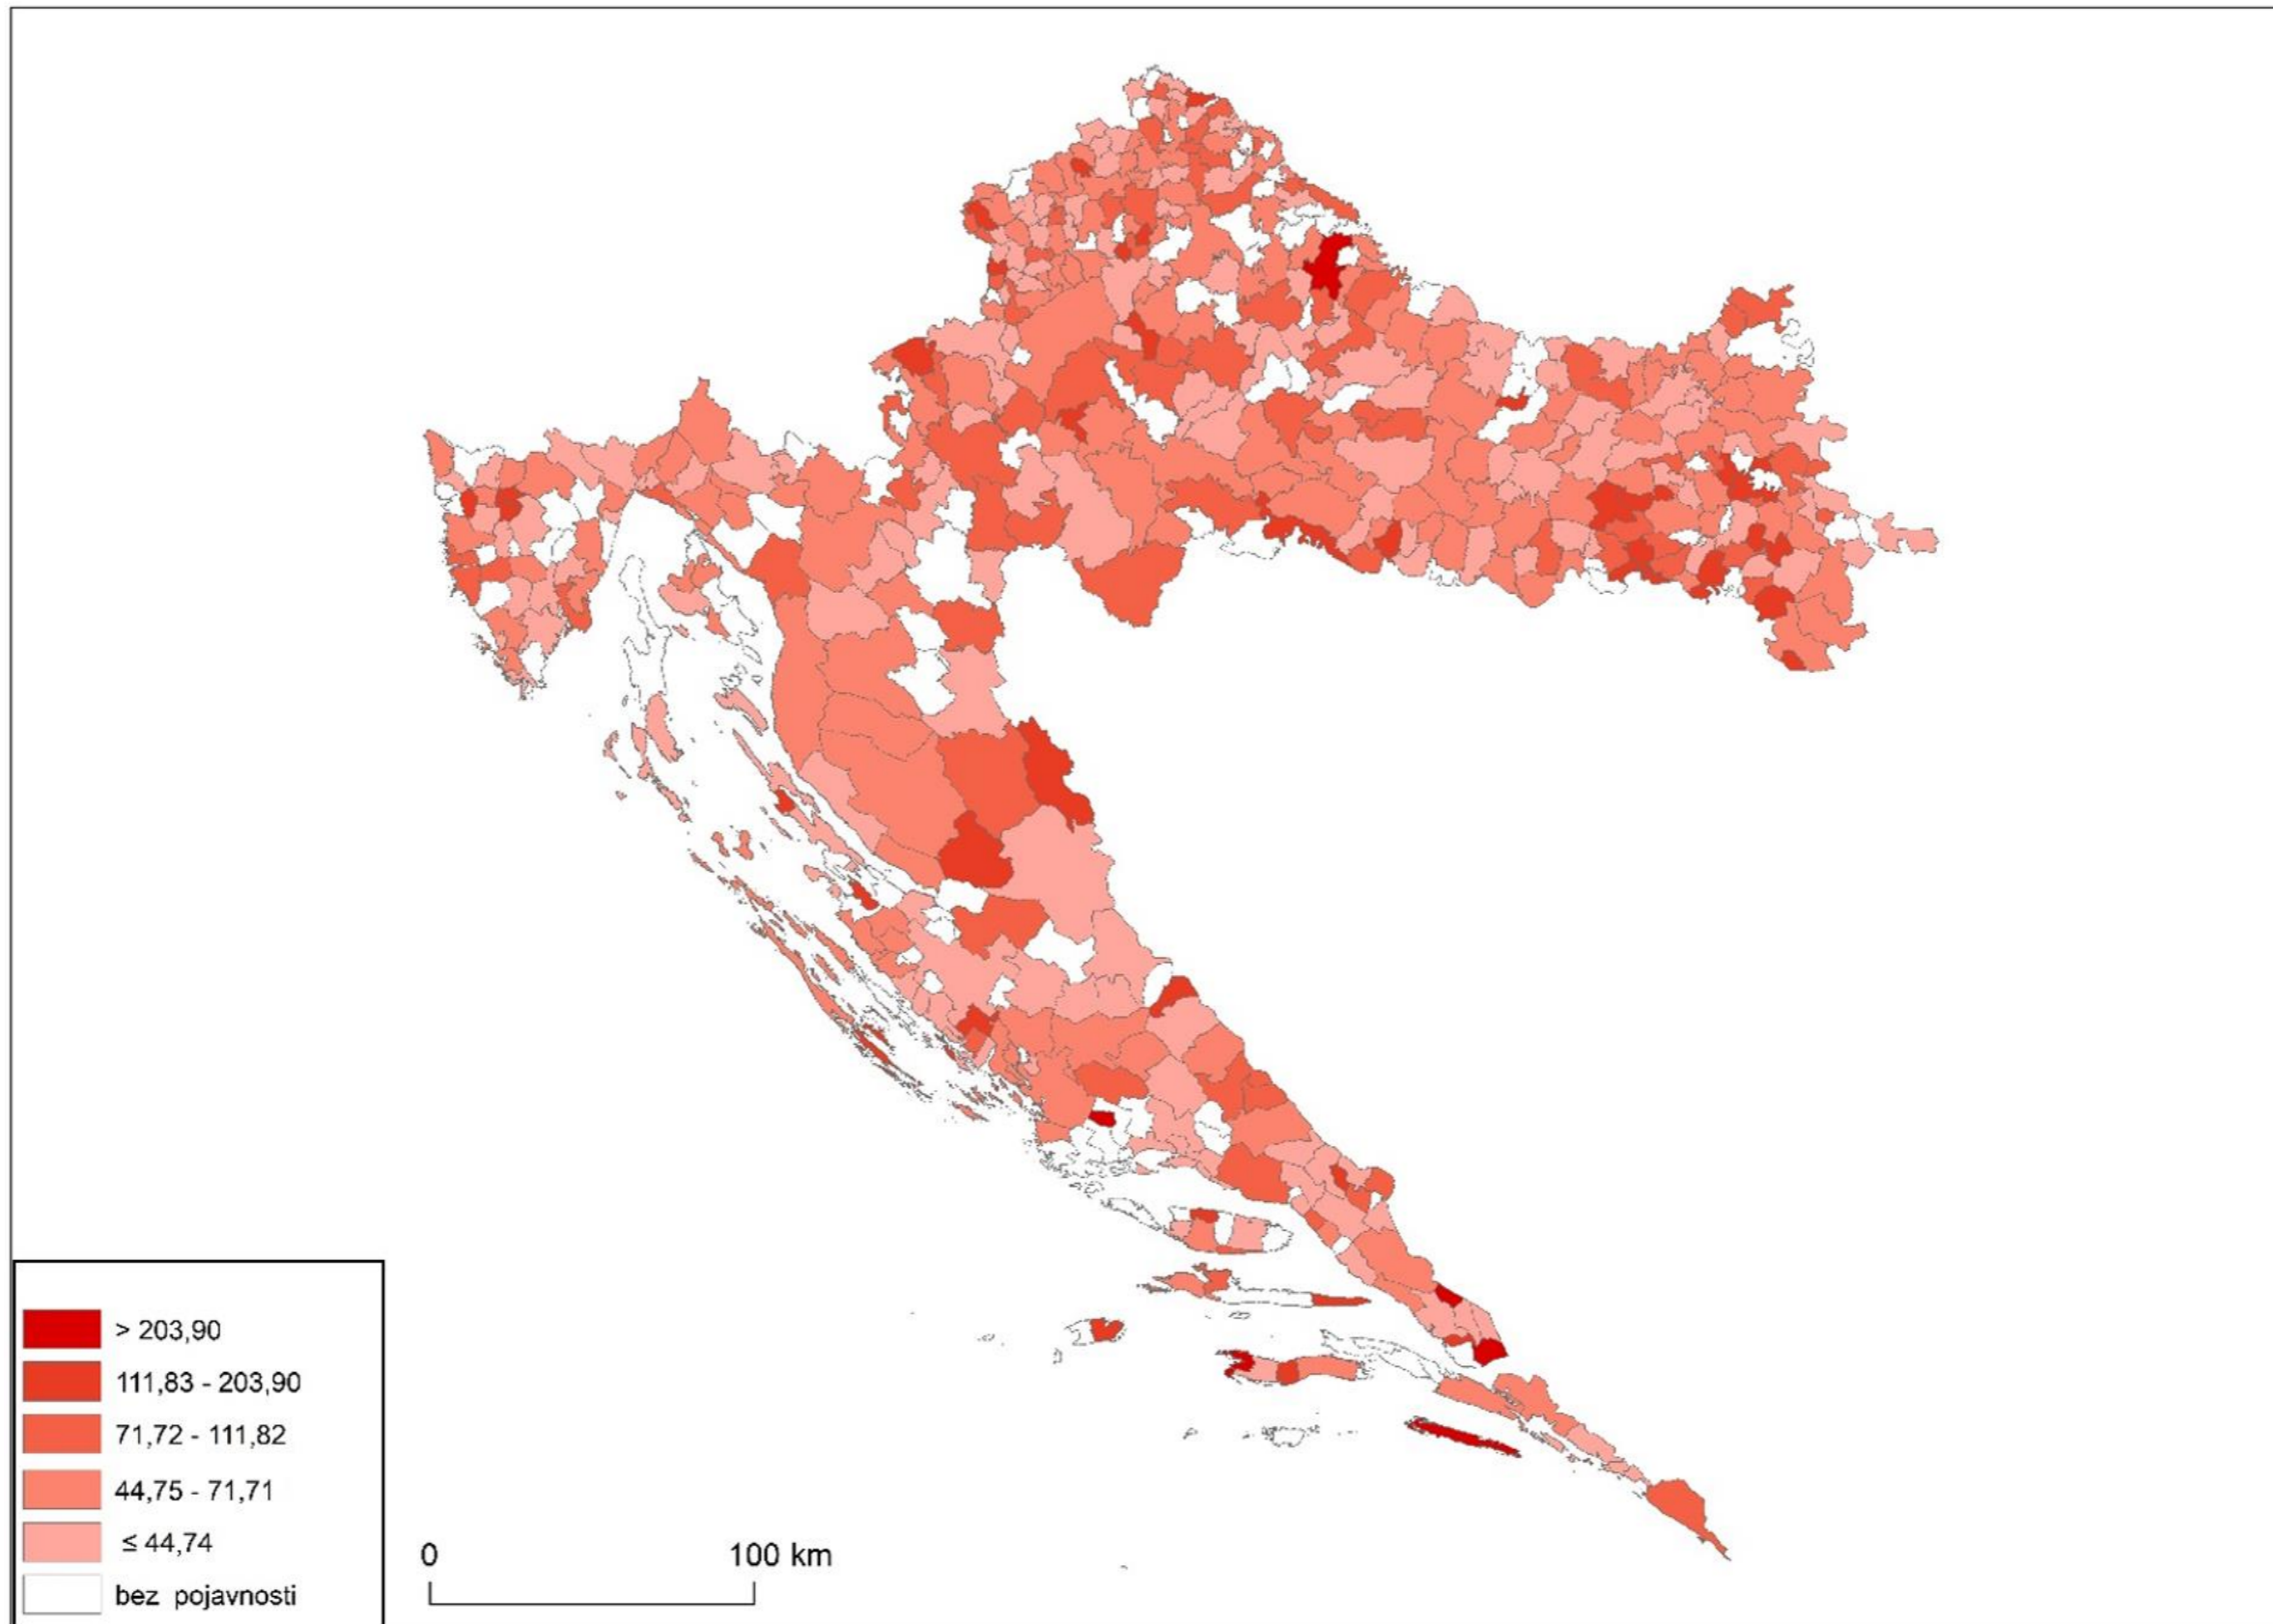 > 203,90
111,83 - 203,90
71,72 - 111,82
44,75 - 71,71
≤ 44,74
bez pojavnosti
0 100 km